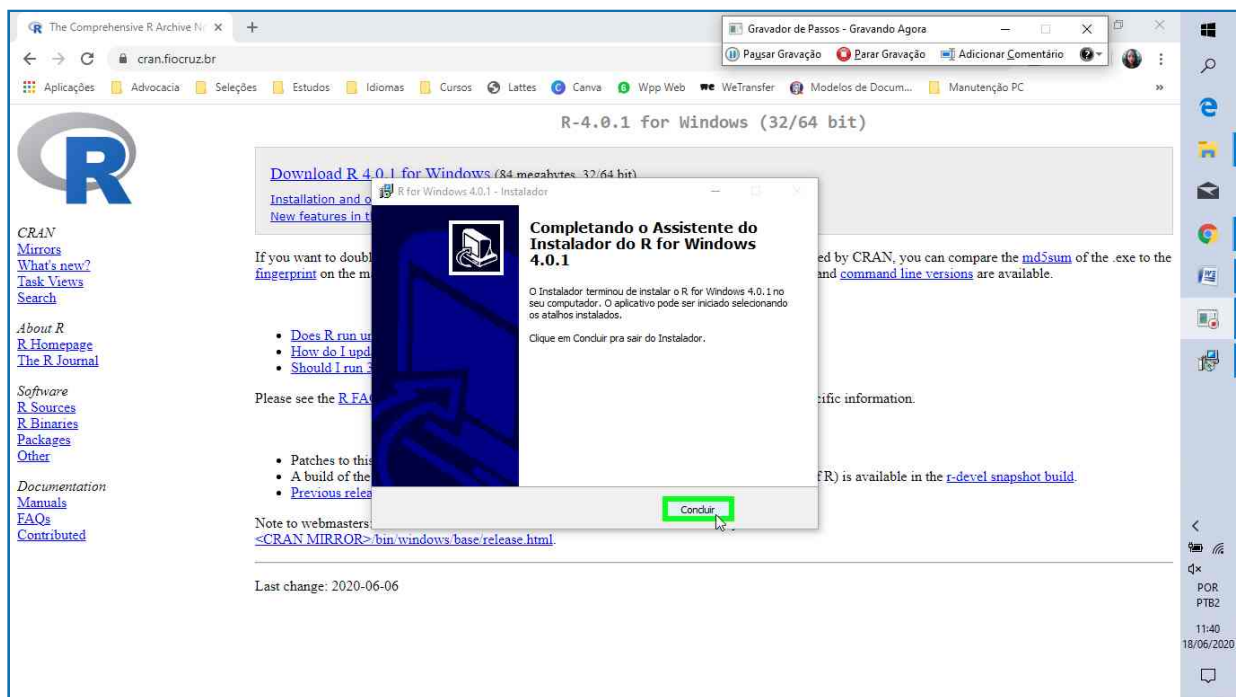 The Comprehensive R Archive Ne
Gravador de Passos - Gravando Agora
Pausar Gravação Parar Gravação Adicionar Comentário
cran.fiocruz.br
Aplicações Advocacia Seleções Estudos Idiomas Cursos Lattes Canva Wpp Web WeTransfer Modelos de Docum... Manutenção PC »
R
R-4.0.1 for Windows (32/64 bit)
Download R 4.0.1 for Windows (84 megabytes, 32/64 bit)
Installation and o
New features in t
CRAN
Mirrors
What's new?
Task Views
Search
About R
R Homepage
The R Journal
Software
R Sources
R Binaries
Packages
Other
Documentation
Manuals
FAQs
Contributed
If you want to doubl ed by CRAN, you can compare the md5sum of the .exe to the
fingerprint on the m and command line versions are available.
Does R run un
How do I upd
Should I run 3
Please see the R FA cific information.
Patches to this
A build of the f R) is available in the r-devel snapshot build.
Previous relea
Note to webmasters:
<CRAN MIRROR>/bin/windows/base/release.html.
Last change: 2020-06-06
R for Windows 4.0.1 - Instalador
Completando o Assistente do
Instalador do R for Windows
4.0.1
O Instalador terminou de instalar o R for Windows 4.0.1 no
seu computador. O aplicativo pode ser iniciado selecionando
os atalhos instalados.
Clique em Concluir pra sair do Instalador.
Concluir
POR
PTB2
11:40
18/06/2020